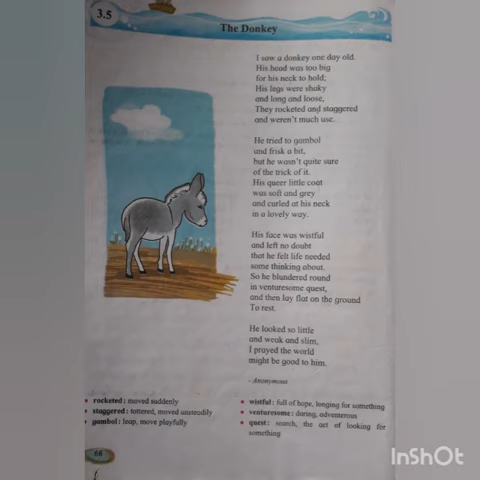 3.5
The Donkey
I saw a donkey one day old.
His head was too big
for his neck to hold;
His legs were shaky
and long and loose,
They rocketed and staggered
and weren't much use.
He tried to gambol
and frisk a bit,
but he wasn't quite sure
of the trick of it.
His queer little coat
was soft and grey
and curled at his neck
in a lovely way.
His face was wistful
and left no doubt
that he felt life needed
some thinking about.
So he blundered round
in venturesome quest,
and then lay flat on the ground
To rest.
He looked so little
and weak and slim,
I prayed the world
might be good to him.
- Anonymous
• rocketed : moved suddenly
• staggered : tottered, moved unsteadily
• gambol : leap, move playfully
• wistful : full of hope, longing for something
• venturesome : daring, adventerous
• quest : search, the act of looking for
something
68
InShOt